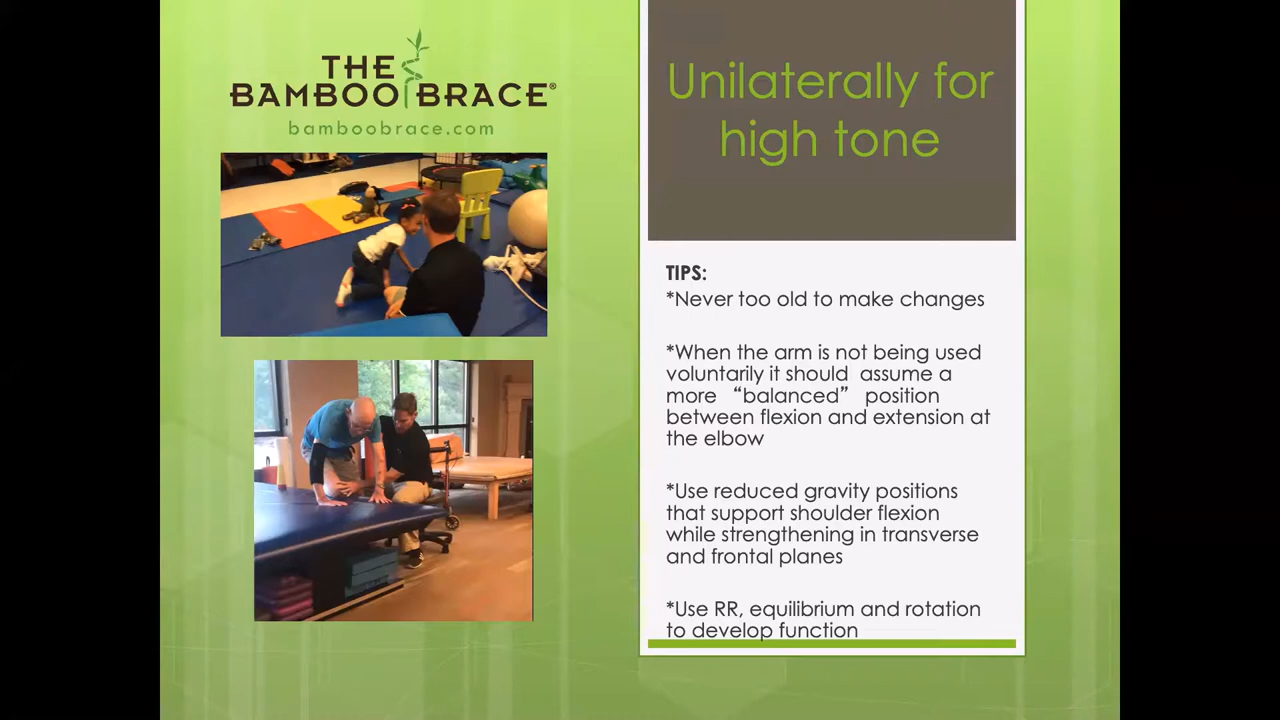 THE
BAMBOO BRACE®
bamboobrace.com
Unilaterally for
high tone
TIPS:
*Never too old to make changes
*When the arm is not being used
voluntarily it should assume a
more “balanced” position
between flexion and extension at
the elbow
*Use reduced gravity positions
that support shoulder flexion
while strengthening in transverse
and frontal planes
*Use RR, equilibrium and rotation
to develop function